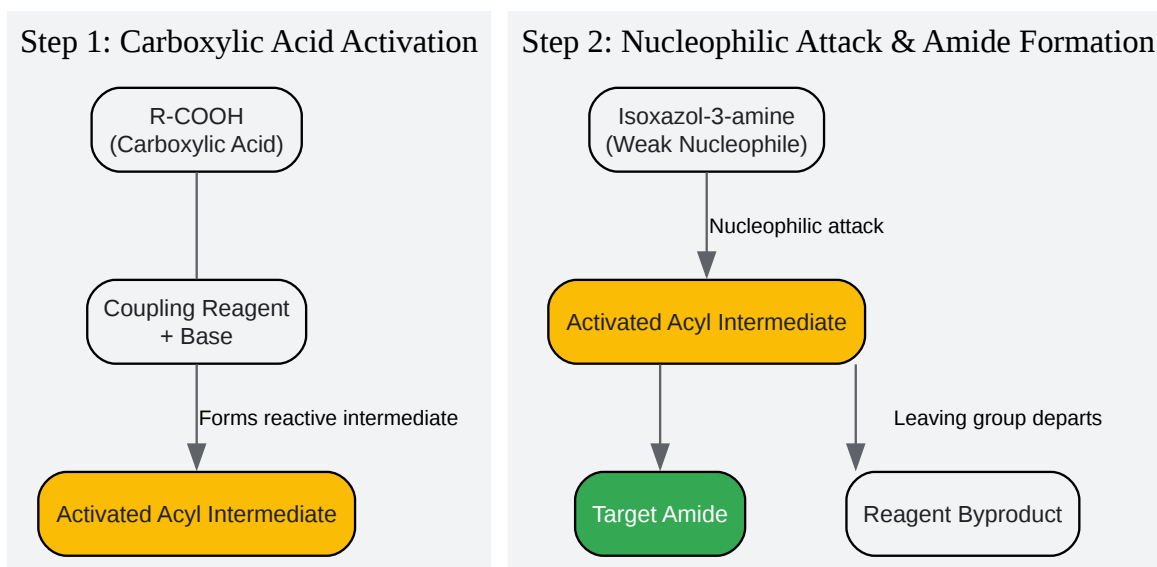 Step 1: Carboxylic Acid Activation
R-COOH
(Carboxylic Acid)
Coupling Reagent
+ Base
Forms reactive intermediate
Activated Acyl Intermediate
Step 2: Nucleophilic Attack & Amide Formation
Isoxazol-3-amine
(Weak Nucleophile)
Nucleophilic attack
Activated Acyl Intermediate
Leaving group departs
Target Amide
Reagent Byproduct